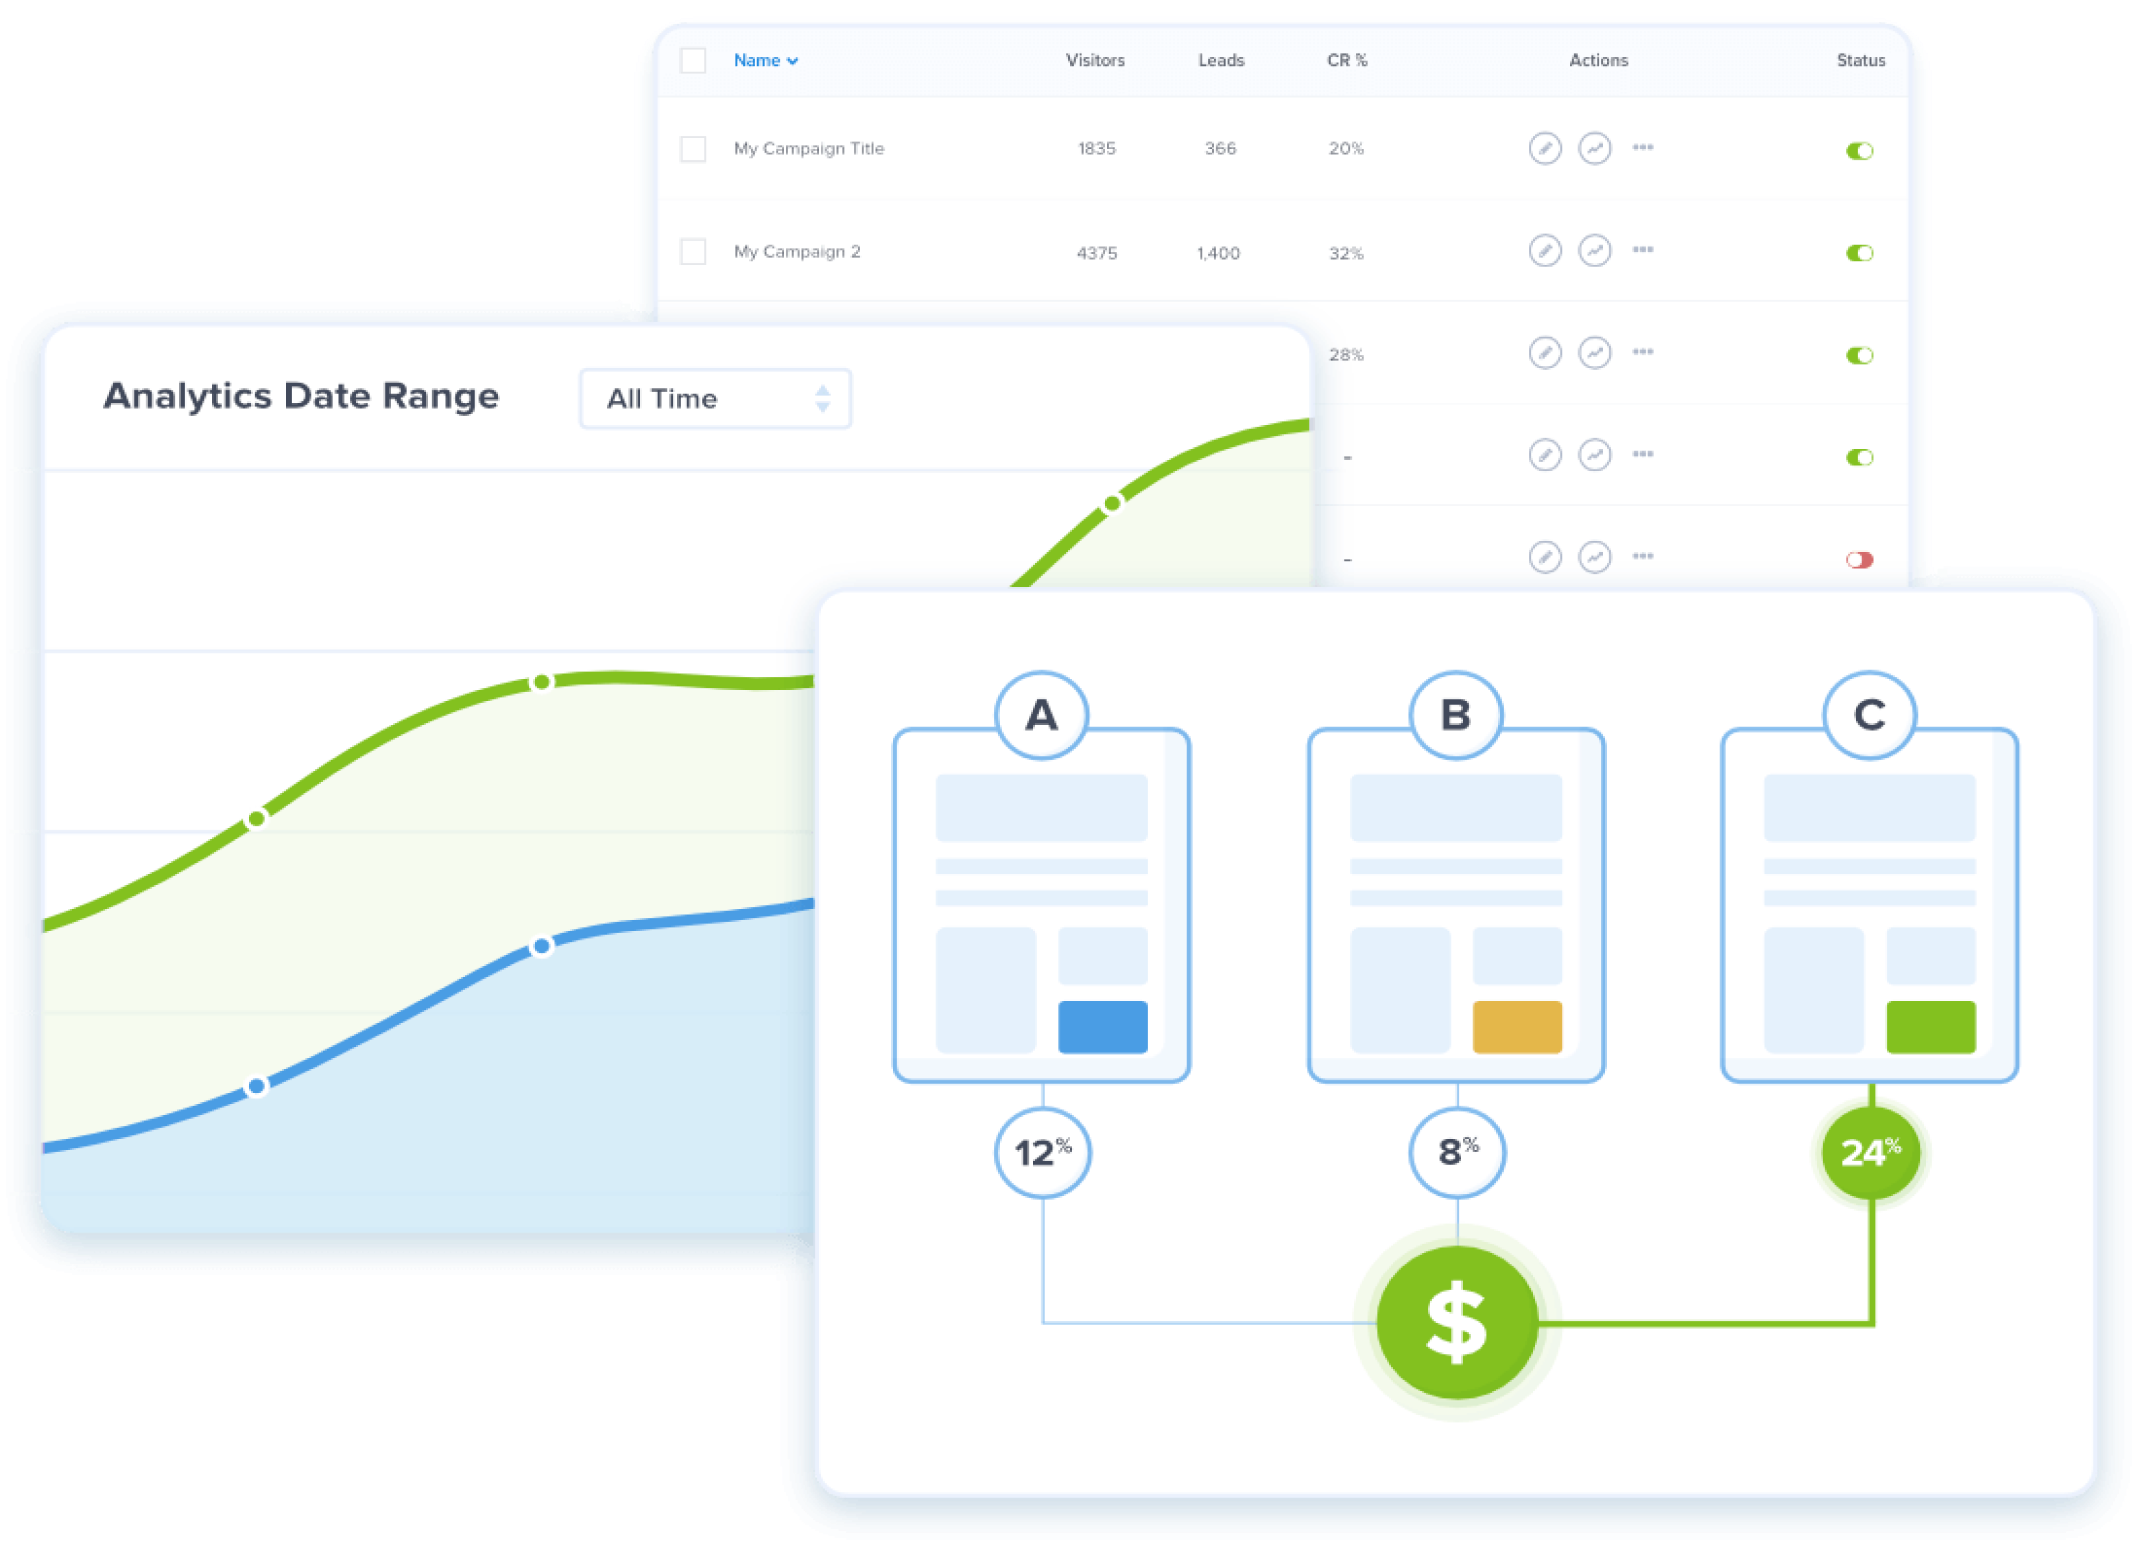 Name Visitors Leads CR % Actions Status
My Campaign Title 1835 366 20%
My Campaign 2 4375 1,400 32%
28%
-
-
Analytics Date Range All Time
A B C
12% 8% 24%
$